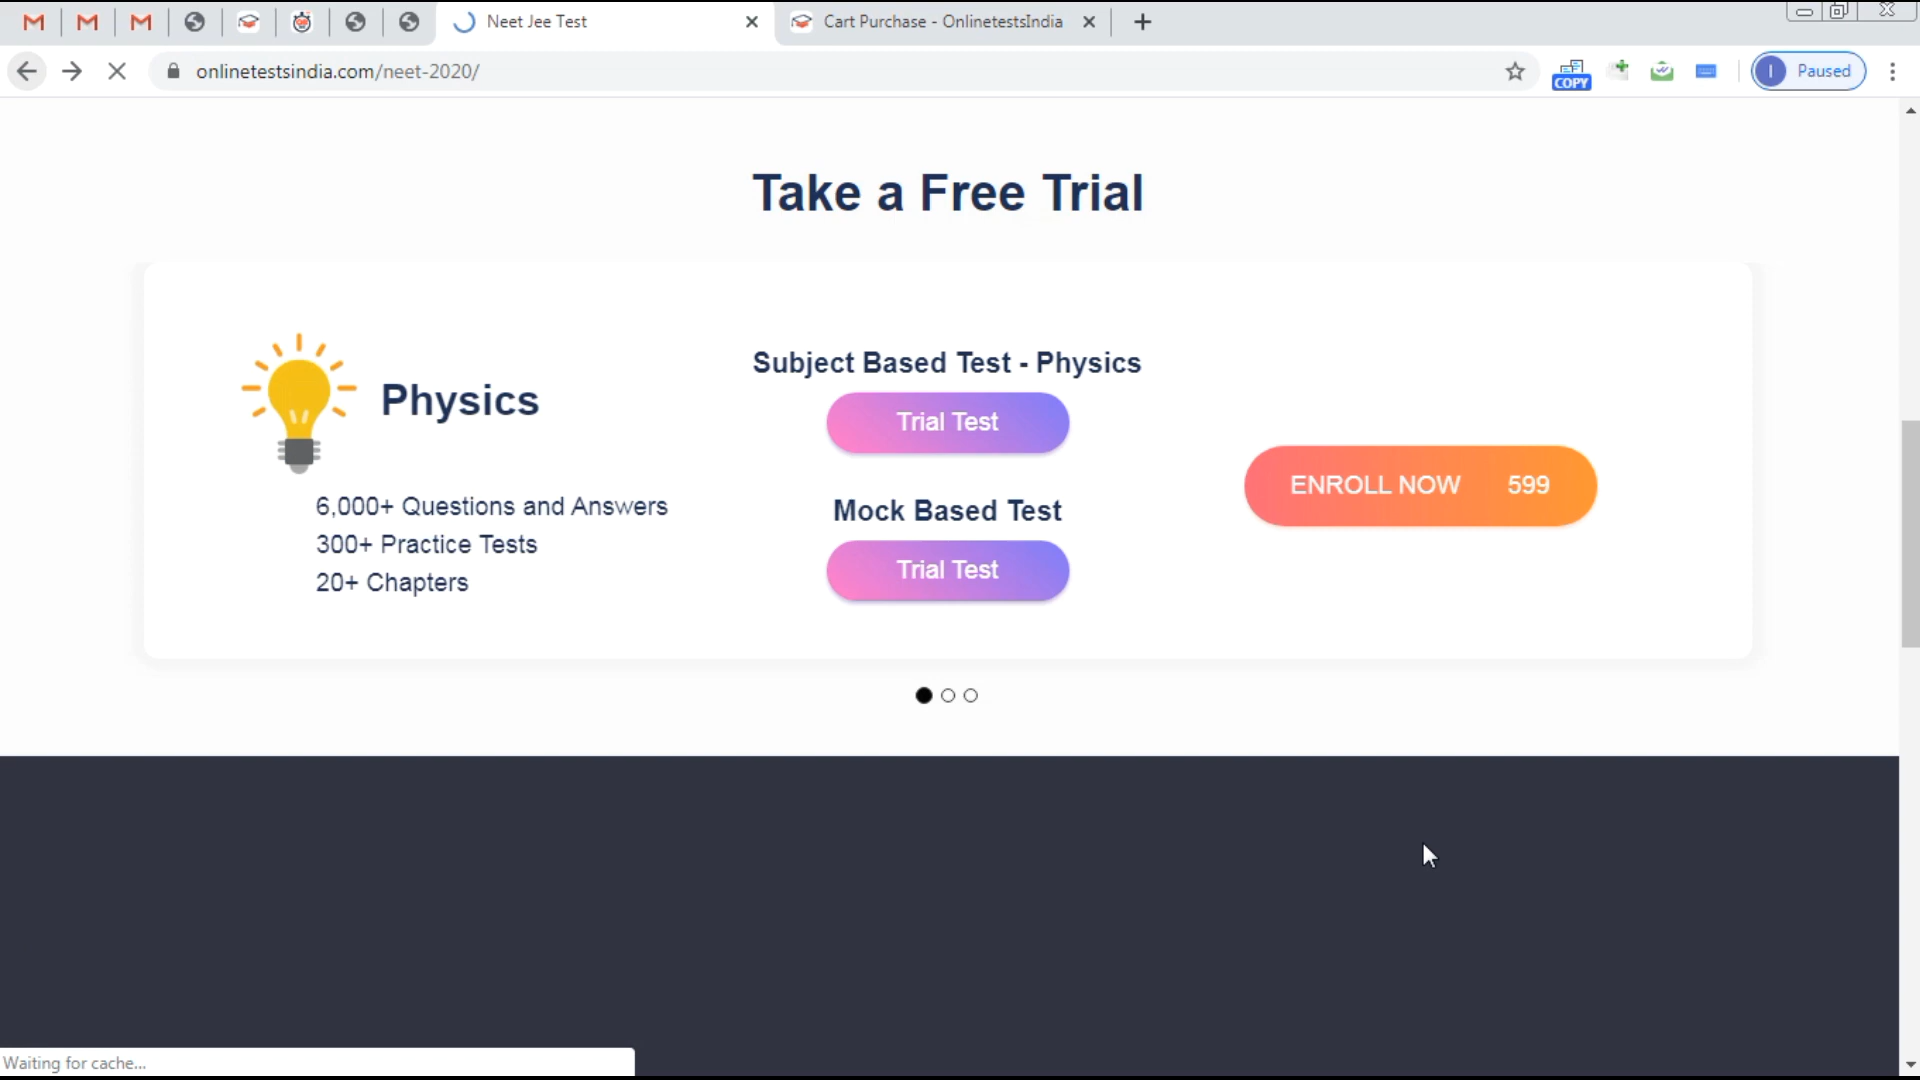 Neet Jee Test
Cart Purchase - OnlinetestsIndia
onlinetestsindia.com/neet-2020/
COPY
I
Paused
Take a Free Trial
Physics
6,000+ Questions and Answers
300+ Practice Tests
20+ Chapters
Subject Based Test - Physics
Trial Test
Mock Based Test
Trial Test
ENROLL NOW 599
Waiting for cache...